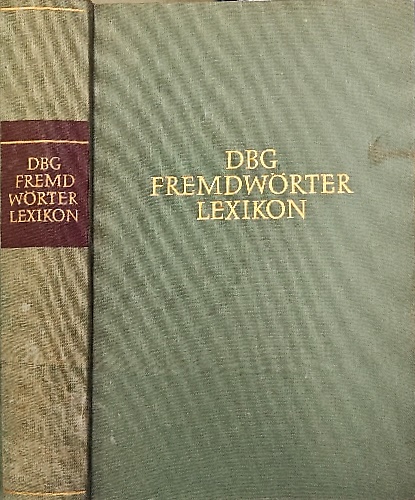 DBG
FREMD
WÖRTER
LEXIKON
DBG
FREMDWÖRTER
LEXIKON